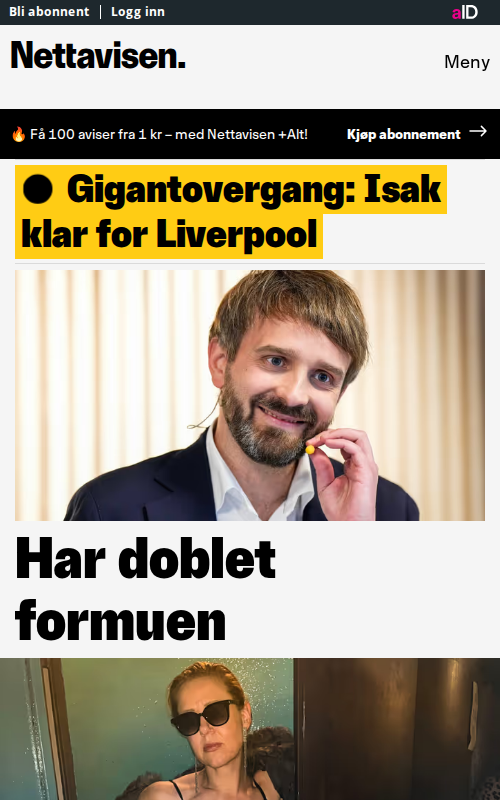 Bli abonnent | Logg inn
aID
Nettavisen.
Meny
🔥 Få 100 aviser fra 1 kr – med Nettavisen +Alt!
Kjøp abonnement →
Gigantovergang: Isak
klar for Liverpool
Har doblet
formuen